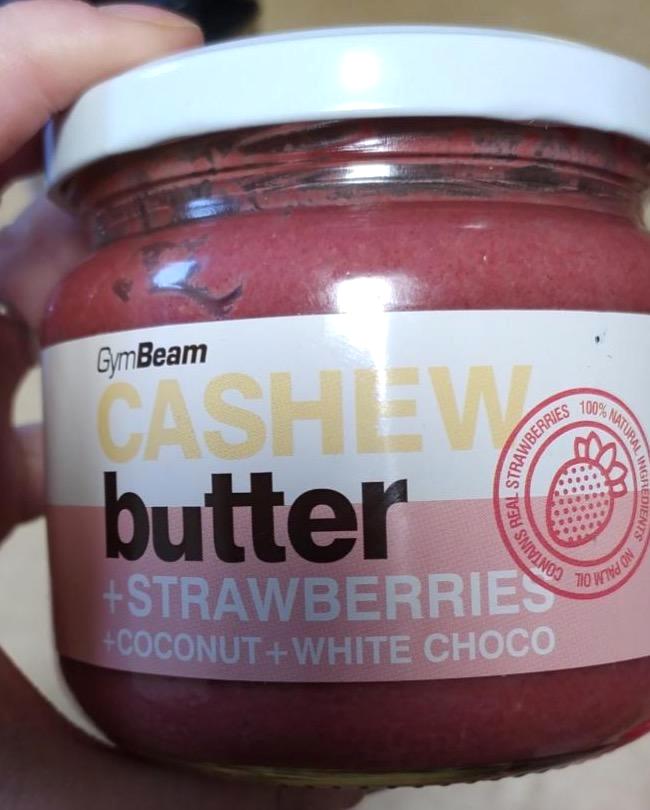 GymBeam
CASHEW
butter
+STRAWBERRIES
+COCONUT+WHITE CHOCO
CONTAINS REAL STRAWBERRIES 100% NATURAL INGREDIENTS NO PALM OIL